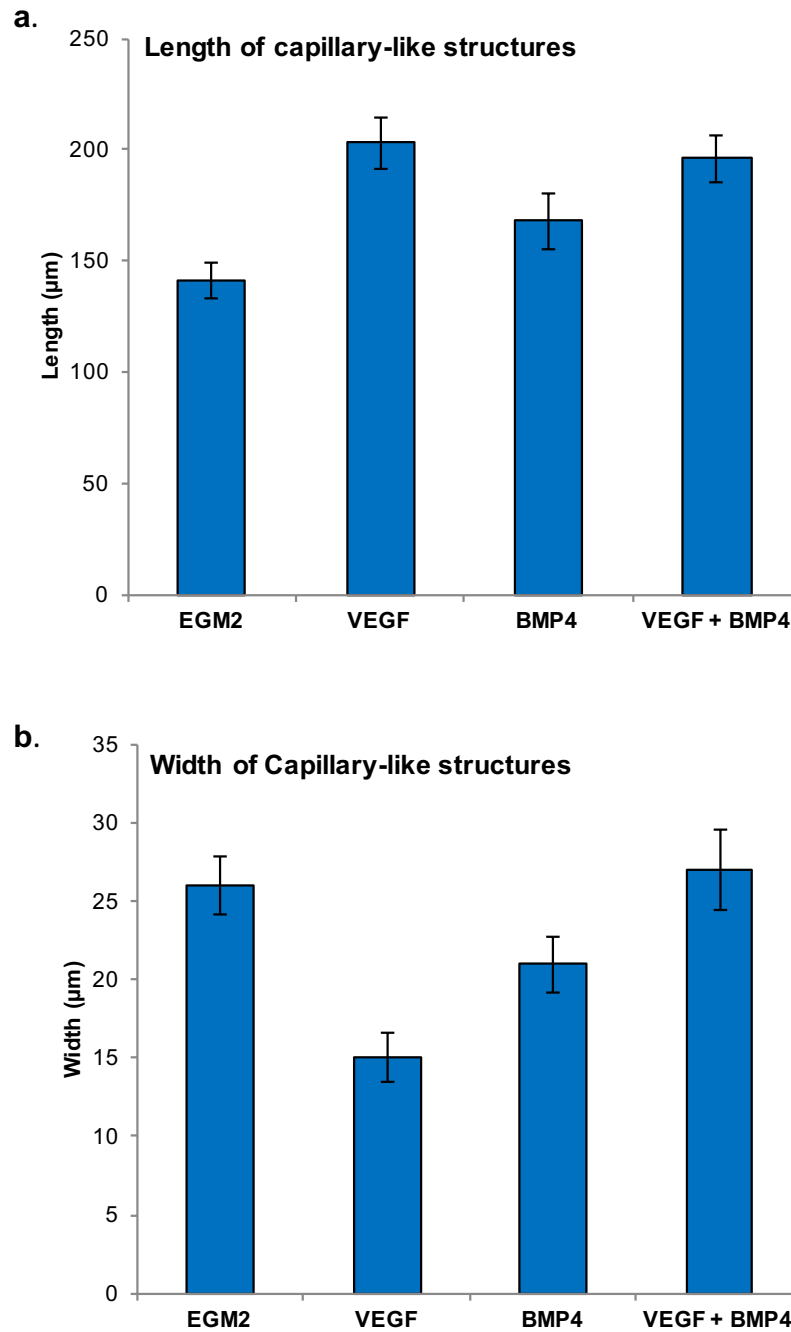 a.
Length of capillary-like structures
250
200
150
100
50
0
Length (µm)
EGM2 VEGF BMP4 VEGF + BMP4
b.
Width of Capillary-like structures
35
30
25
20
15
10
5
0
Width (µm)
EGM2 VEGF BMP4 VEGF + BMP4